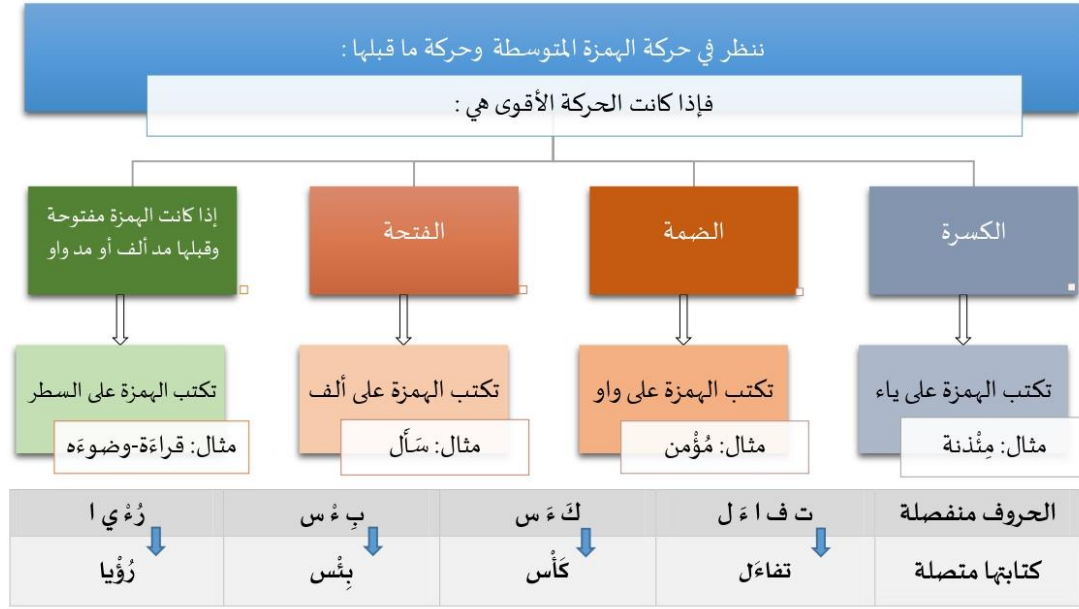 ننظر في حركة الهمزة المتوسطة وحركة ما قبلها :
فإذا كانت الحركة الأقوى هي :
الكسرة
الضمة
الفتحة
إذا كانت الهمزة مفتوحة
وقبلها مد ألف أو مد واو
تكتب الهمزة على ياء
مثال: مِئْذنة
تكتب الهمزة على واو
مثال: مُؤْمن
تكتب الهمزة على ألف
مثال: سَأَل
تكتب الهمزة على السطر
مثال: قراءَة-وضوءَه
الحروف منفصلة
ت ف ا ءَ ل
كَ ءَ س
بِ ءْ س
رُ ءْ ي ا
كتابتها متصلة
تفاءَل
كَأْس
بِئْس
رُؤْيا